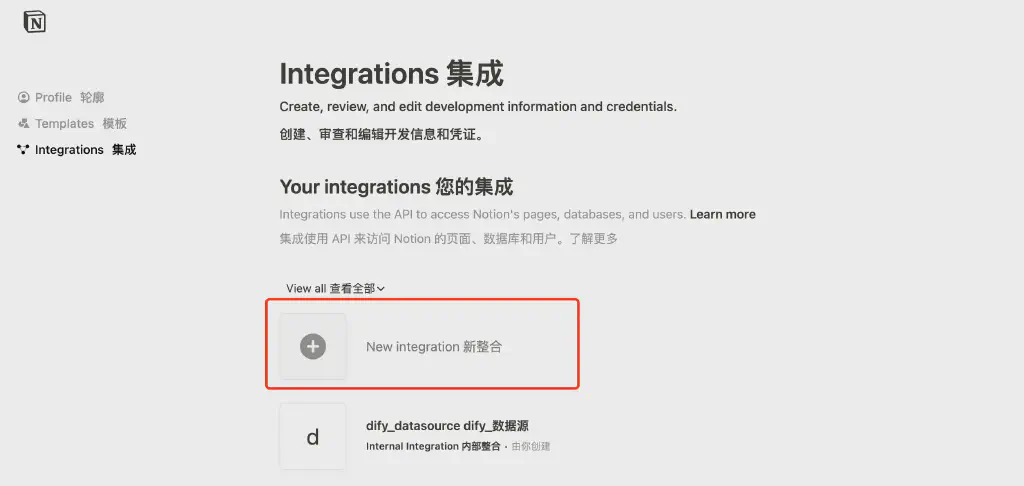 N
Profile 轮廓
Templates 模板
Integrations 集成
Integrations 集成
Create, review, and edit development information and credentials.
创建、审查和编辑开发信息和凭证。
Your integrations 您的集成
Integrations use the API to access Notion's pages, databases, and users. Learn more
集成使用 API 来访问 Notion 的页面、数据库和用户。了解更多
View all 查看全部
New integration 新整合
d
dify_datasource dify_数据源
Internal Integration 内部整合 · 由你创建